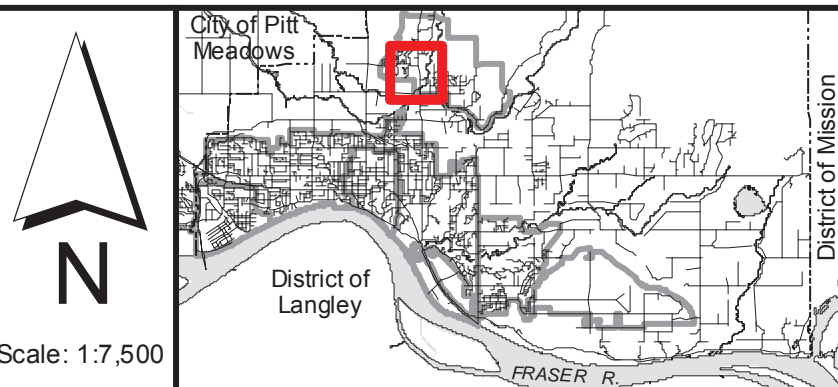 N
Scale: 1:7,500
City of Pitt
Meadows
District of
Langley
FRASER R.
District of Mission